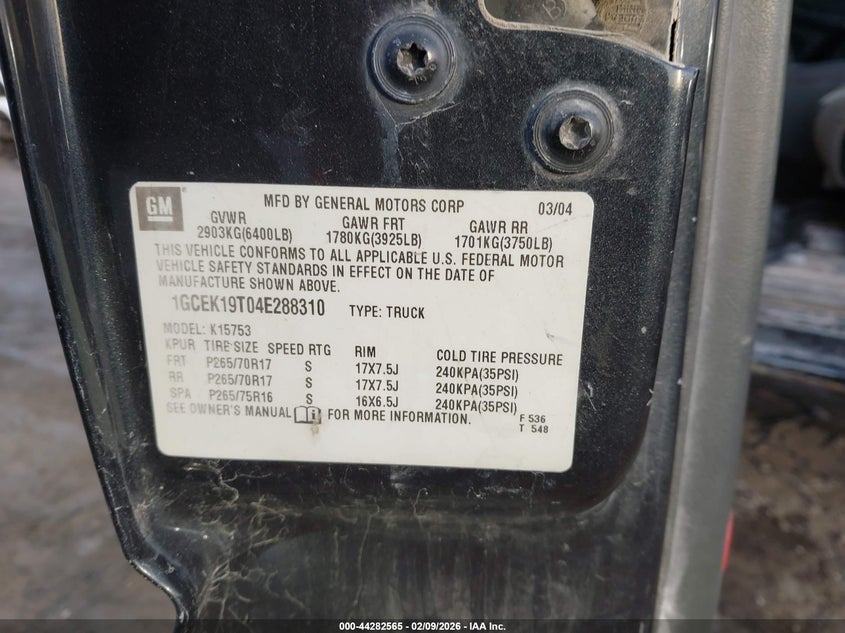 GM
MFD BY GENERAL MOTORS CORP 03/04
GVWR GAWR FRT GAWR RR
2903KG(6400LB) 1780KG(3925LB) 1701KG(3750LB)
THIS VEHICLE CONFORMS TO ALL APPLICABLE U.S. FEDERAL MOTOR
VEHICLE SAFETY STANDARDS IN EFFECT ON THE DATE OF
MANUFACTURE SHOWN ABOVE.
1GCEK19T04E288310 TYPE: TRUCK
MODEL: K15753
KPUR TIRE SIZE SPEED RTG RIM COLD TIRE PRESSURE
FRT P265/70R17 S 17X7.5J 240KPA(35PSI)
RR P265/70R17 S 17X7.5J 240KPA(35PSI)
SPA P265/75R16 S 16X6.5J 240KPA(35PSI)
SEE OWNER'S MANUAL FOR MORE INFORMATION.
F 536
T 548
000-44282565 - 02/09/2026 - IAA Inc.